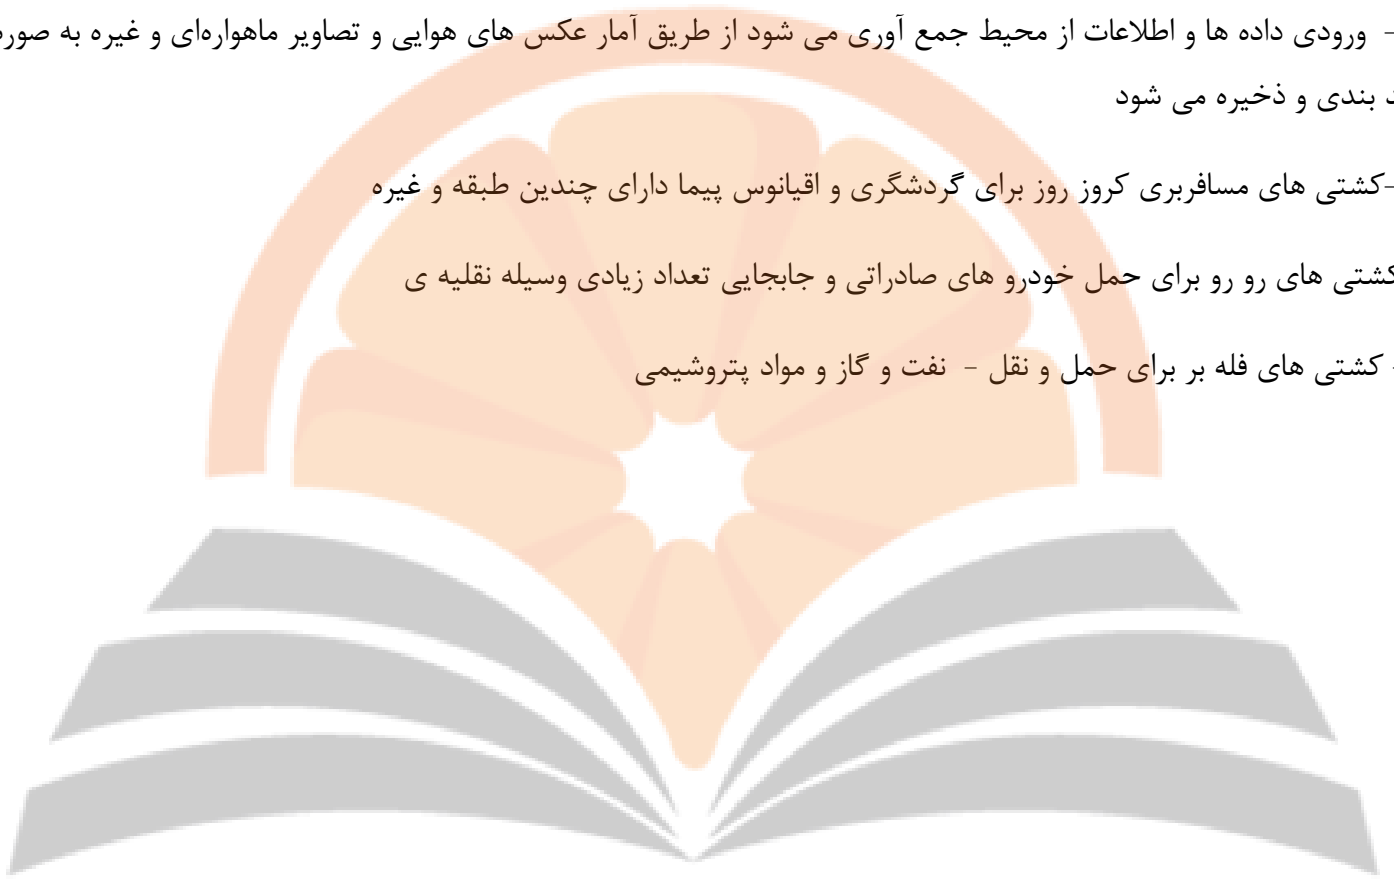 - ورودی داده ها و اطلاعات از محیط جمع آوری می شود از طریق آمار عکس های هوایی و تصاویر ماهواره‌ای و غیره به
بندی و ذخیره می شود
-کشتی های مسافربری کروز روز برای گردشگری و اقیانوس پیما دارای چندین طبقه و غیره
کشتی های رو رو برای حمل خودرو های صادراتی و جابجایی تعداد زیادی وسیله نقلیه ی
- کشتی های فله بر برای حمل و نقل - نفت و گاز و مواد پتروشیمی